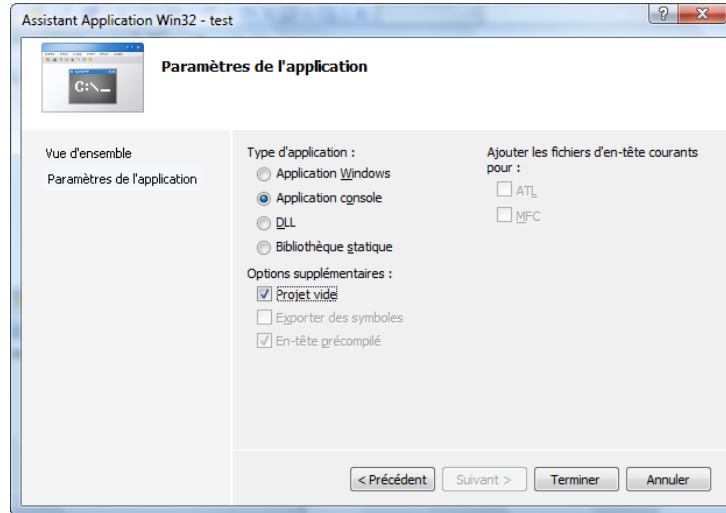 Assistant Application Win32 - test
Paramètres de l'application
C:\_
Vue d'ensemble
Paramètres de l'application
Type d'application :
Application Windows
Application console
DLL
Bibliothèque statique
Options supplémentaires :
Projet vide
Exporter des symboles
En-tête précompilé
Ajouter les fichiers d'en-tête courants
pour :
ATL
MFC
< Précédent
Suivant >
Terminer
Annuler